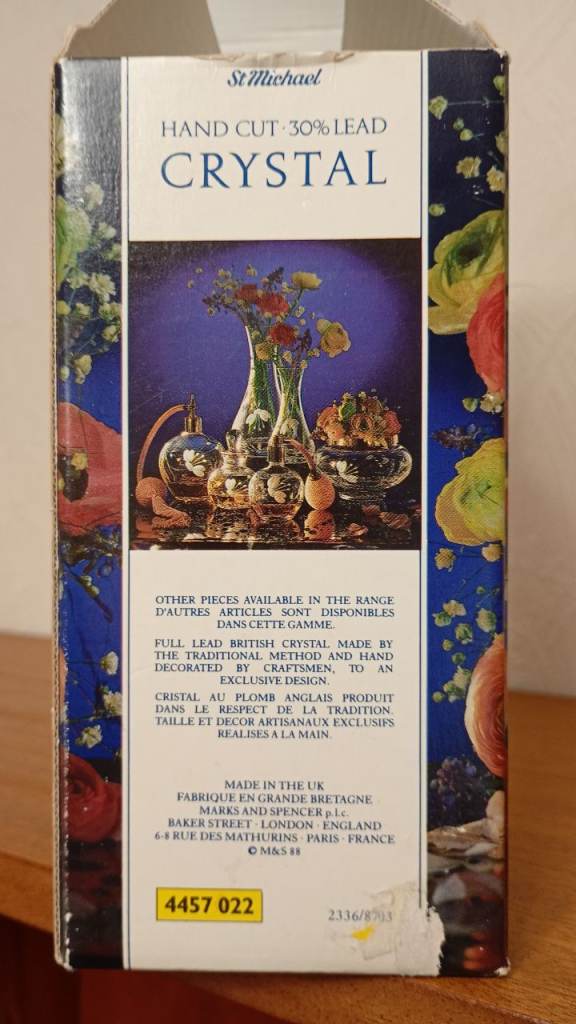 St Michael
HAND CUT · 30% LEAD
CRYSTAL
OTHER PIECES AVAILABLE IN THE RANGE
D'AUTRES ARTICLES SONT DISPONIBLES
DANS CETTE GAMME.
FULL LEAD BRITISH CRYSTAL MADE BY
THE TRADITIONAL METHOD AND HAND
DECORATED BY CRAFTSMEN, TO AN
EXCLUSIVE DESIGN.
CRISTAL AU PLOMB ANGLAIS PRODUIT
DANS LE RESPECT DE LA TRADITION.
TAILLE ET DECOR ARTISANAUX EXCLUSIFS
REALISES A LA MAIN.
MADE IN THE UK
FABRIQUE EN GRANDE BRETAGNE
MARKS AND SPENCER p.l.c.
BAKER STREET · LONDON · ENGLAND
6-8 RUE DES MATHURINS · PARIS · FRANCE
© M&S 88
4457 022
2336/8703